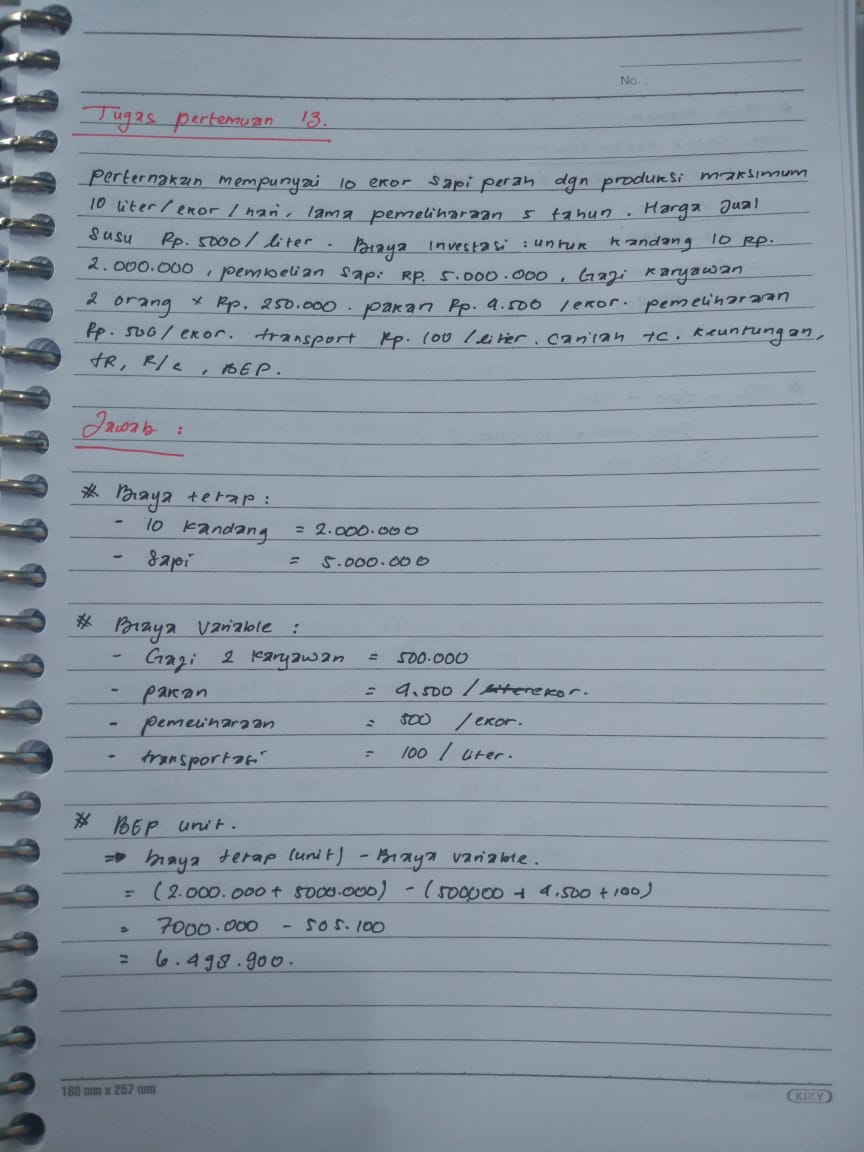 No. :
Tugas pertemuan 13.
perternakan mempunyai 10 ekor sapi perah dgn produksi maksimum
10 liter/ekor/hari, lama pemeliharaan 5 tahun. Harga Jual
Susu Rp. 5000/liter. Biaya Investasi : untuk kandang 10 RP.
2.000.000, pembelian sapi RP. 5.000.000, Gazi karyawan
2 orang x Rp. 250.000. pakan Rp. 4.500 /ekor. pemeliharaan
Rp. 500/ekor. transport Rp. 100/liter. Carilah TC. Keuntungan,
TR, R/c, BEP.
Jawab :
* Biaya tetap :
- 10 kandang = 2.000.000
- Sapi = 5.000.000
* Biaya Variable :
- Gazi 2 karyawan = 500.000
- pakan = 4.500 / liter ekor.
- pemeliharaan = 500 /ekor.
- transportasi = 100 / liter.
* BEP unit.
=> biaya tetap (unit) - Biaya variable.
= (2.000.000 + 5000.000) - (500,000 + 4.500 + 100)
= 7000.000 - 505.100
= 6.498.900.
180 mm x 257 mm
KIKY